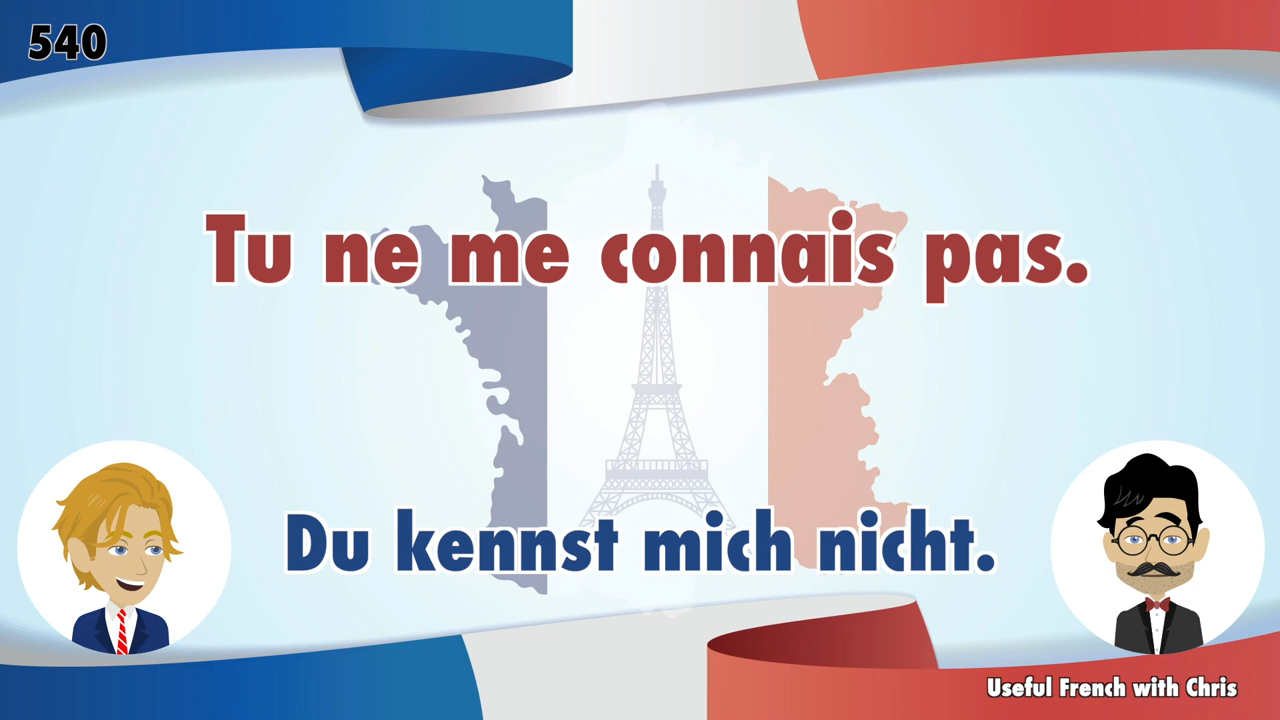 540
Tu ne me connais pas.
Du kennst mich nicht.
Useful French with Chris